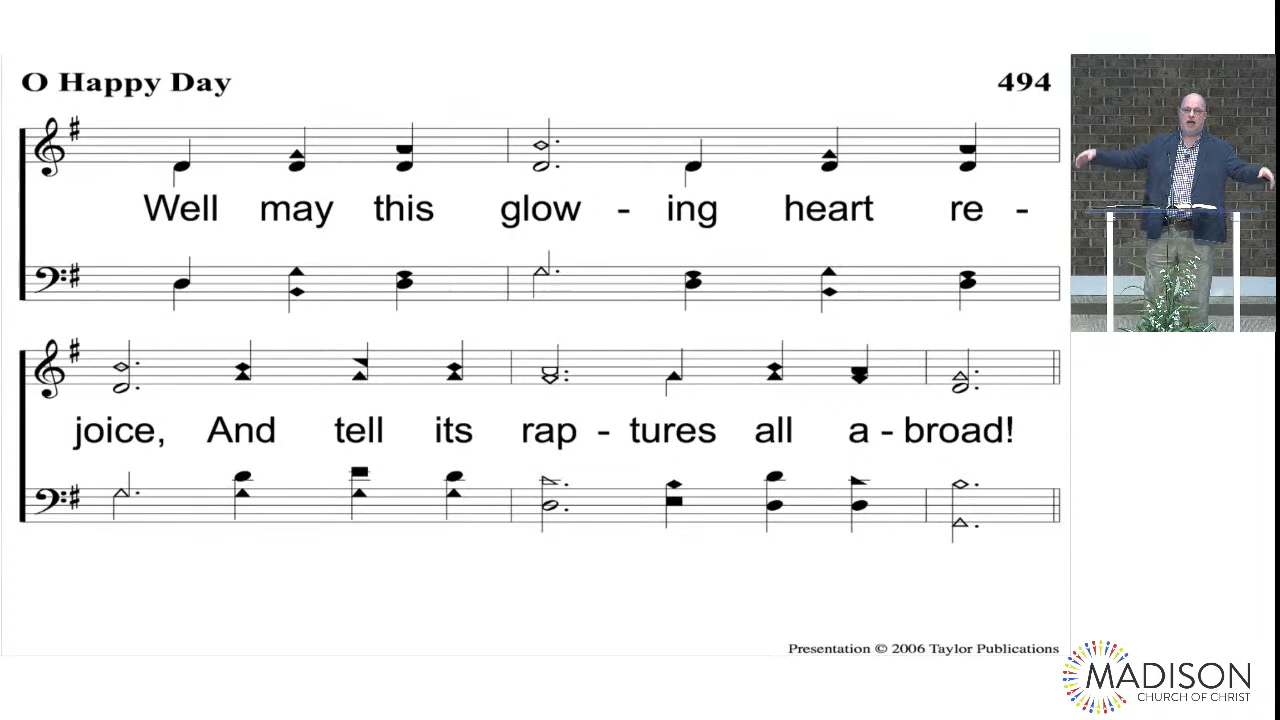 O Happy Day 494
Well may this glow - ing heart re -
joice, And tell its rap - tures all a - broad!
Presentation © 2006 Taylor Publications
MADISON
CHURCH OF CHRIST